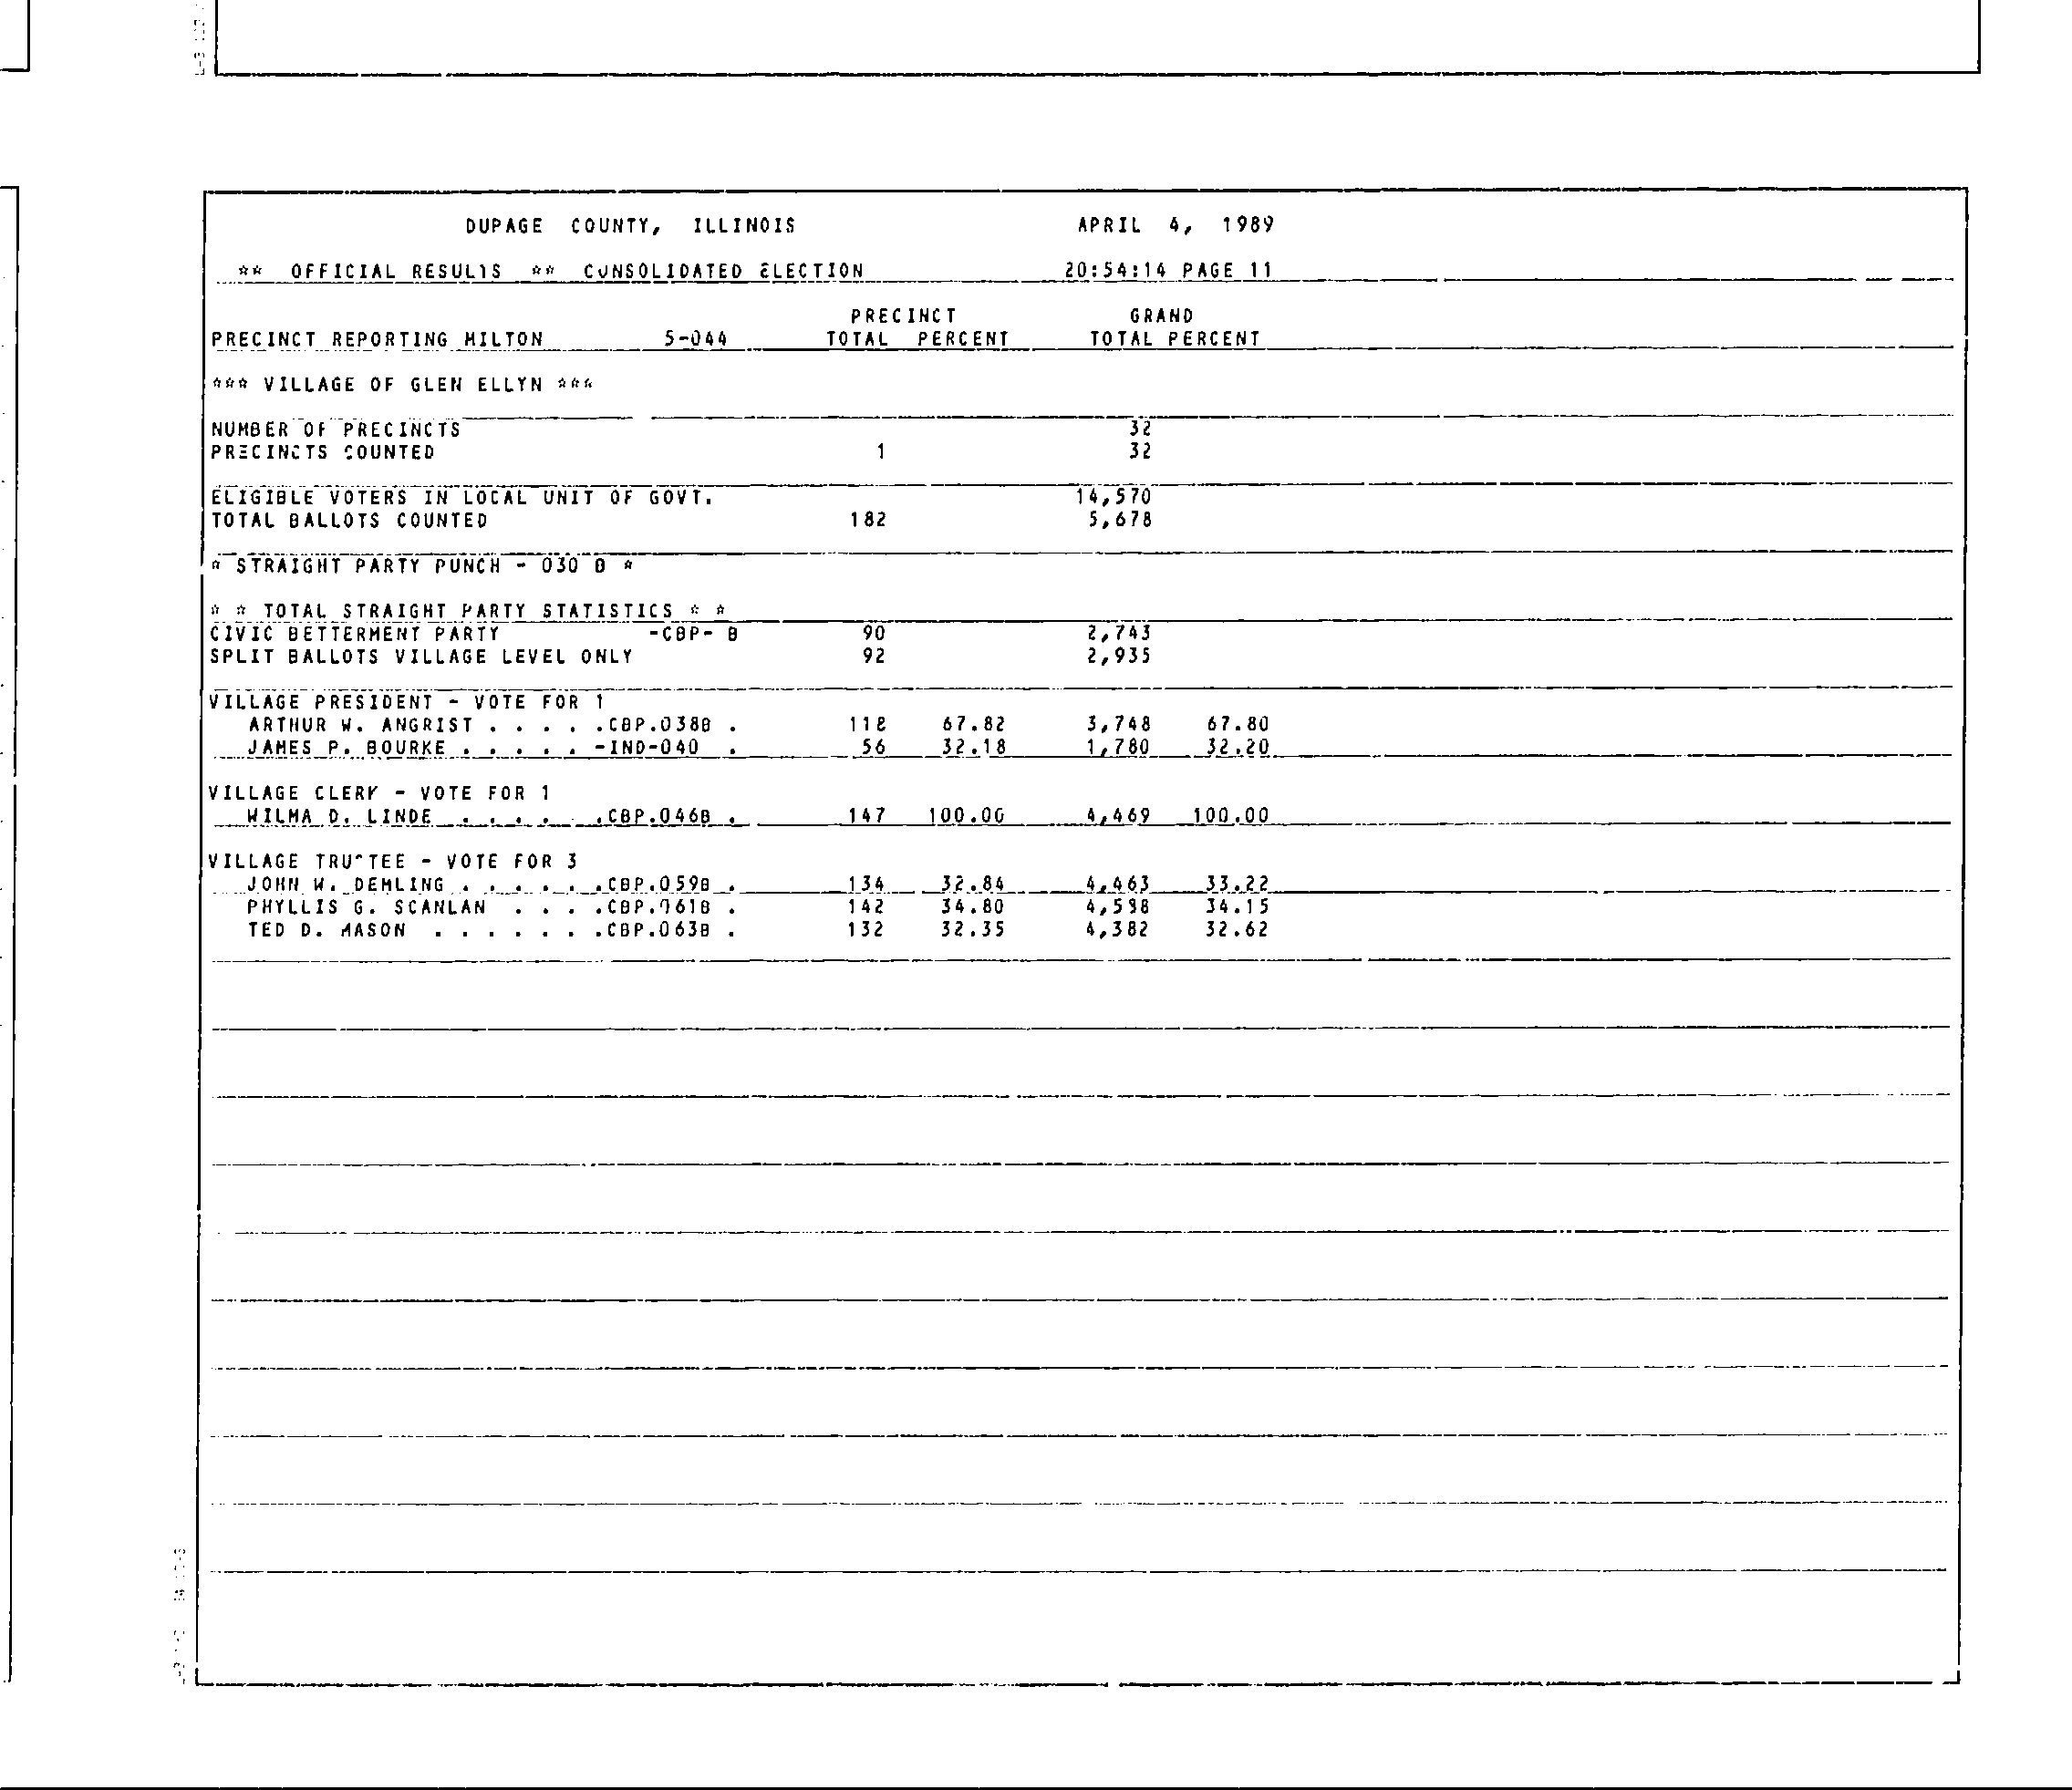 DUPAGE COUNTY, ILLINOIS APRIL 4, 1989
** OFFICIAL RESULTS ** CONSOLIDATED ELECTION 20:54:14 PAGE 11
PRECINCT GRAND
PRECINCT REPORTING MILTON 5-044 TOTAL PERCENT TOTAL PERCENT
*** VILLAGE OF GLEN ELLYN ***
NUMBER OF PRECINCTS 32
PRECINCTS COUNTED 1 32
ELIGIBLE VOTERS IN LOCAL UNIT OF GOVT. 14,570
TOTAL BALLOTS COUNTED 182 5,678
* STRAIGHT PARTY PUNCH - 030 B *
* * TOTAL STRAIGHT PARTY STATISTICS * *
CIVIC BETTERMENT PARTY -CBP- B 90 2,743
SPLIT BALLOTS VILLAGE LEVEL ONLY 92 2,935
VILLAGE PRESIDENT - VOTE FOR 1
ARTHUR W. ANGRIST . . . . .CBP.038B . 118 67.82 3,748 67.80
JAMES P. BOURKE . . . . . -IND-040 . 56 32.18 1,780 32.20
VILLAGE CLERK - VOTE FOR 1
WILMA D. LINDE . . . . . .CBP.046B . 147 100.00 4,469 100.00
VILLAGE TRUSTEE - VOTE FOR 3
JOHN W. DEMLING . . . . . .CBP.059B . 134 32.84 4,463 33.22
PHYLLIS G. SCANLAN . . . .CBP.061B . 142 34.80 4,588 34.15
TED D. MASON . . . . . . .CBP.063B . 132 32.35 4,382 32.62